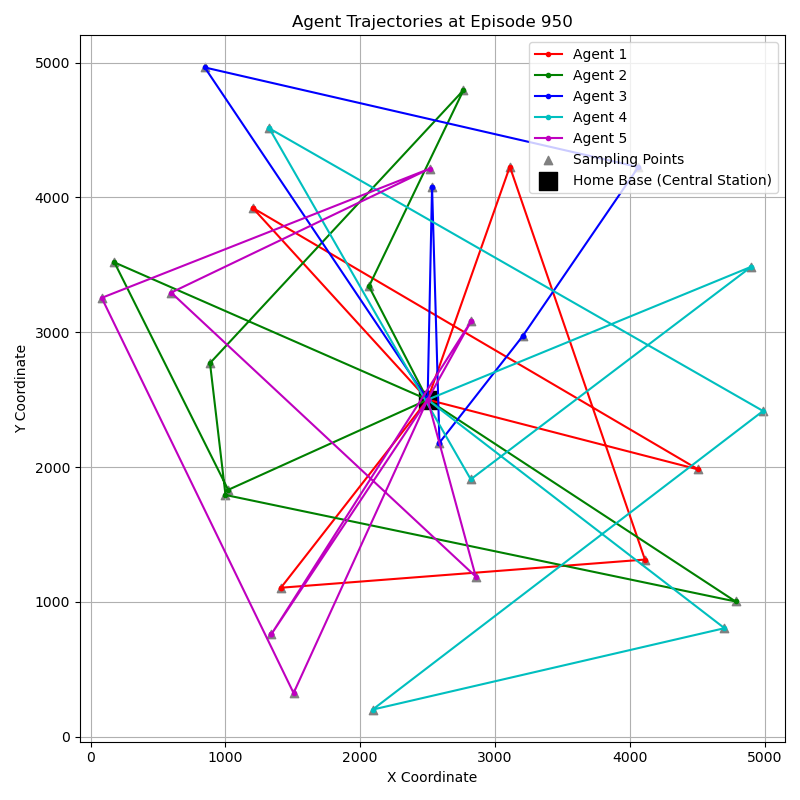 Agent Trajectories at Episode 950
Agent 1
Agent 2
Agent 3
Agent 4
Agent 5
Sampling Points
Home Base (Central Station)
Y Coordinate
5000
4000
3000
2000
1000
0
0 1000 2000 3000 4000 5000
X Coordinate